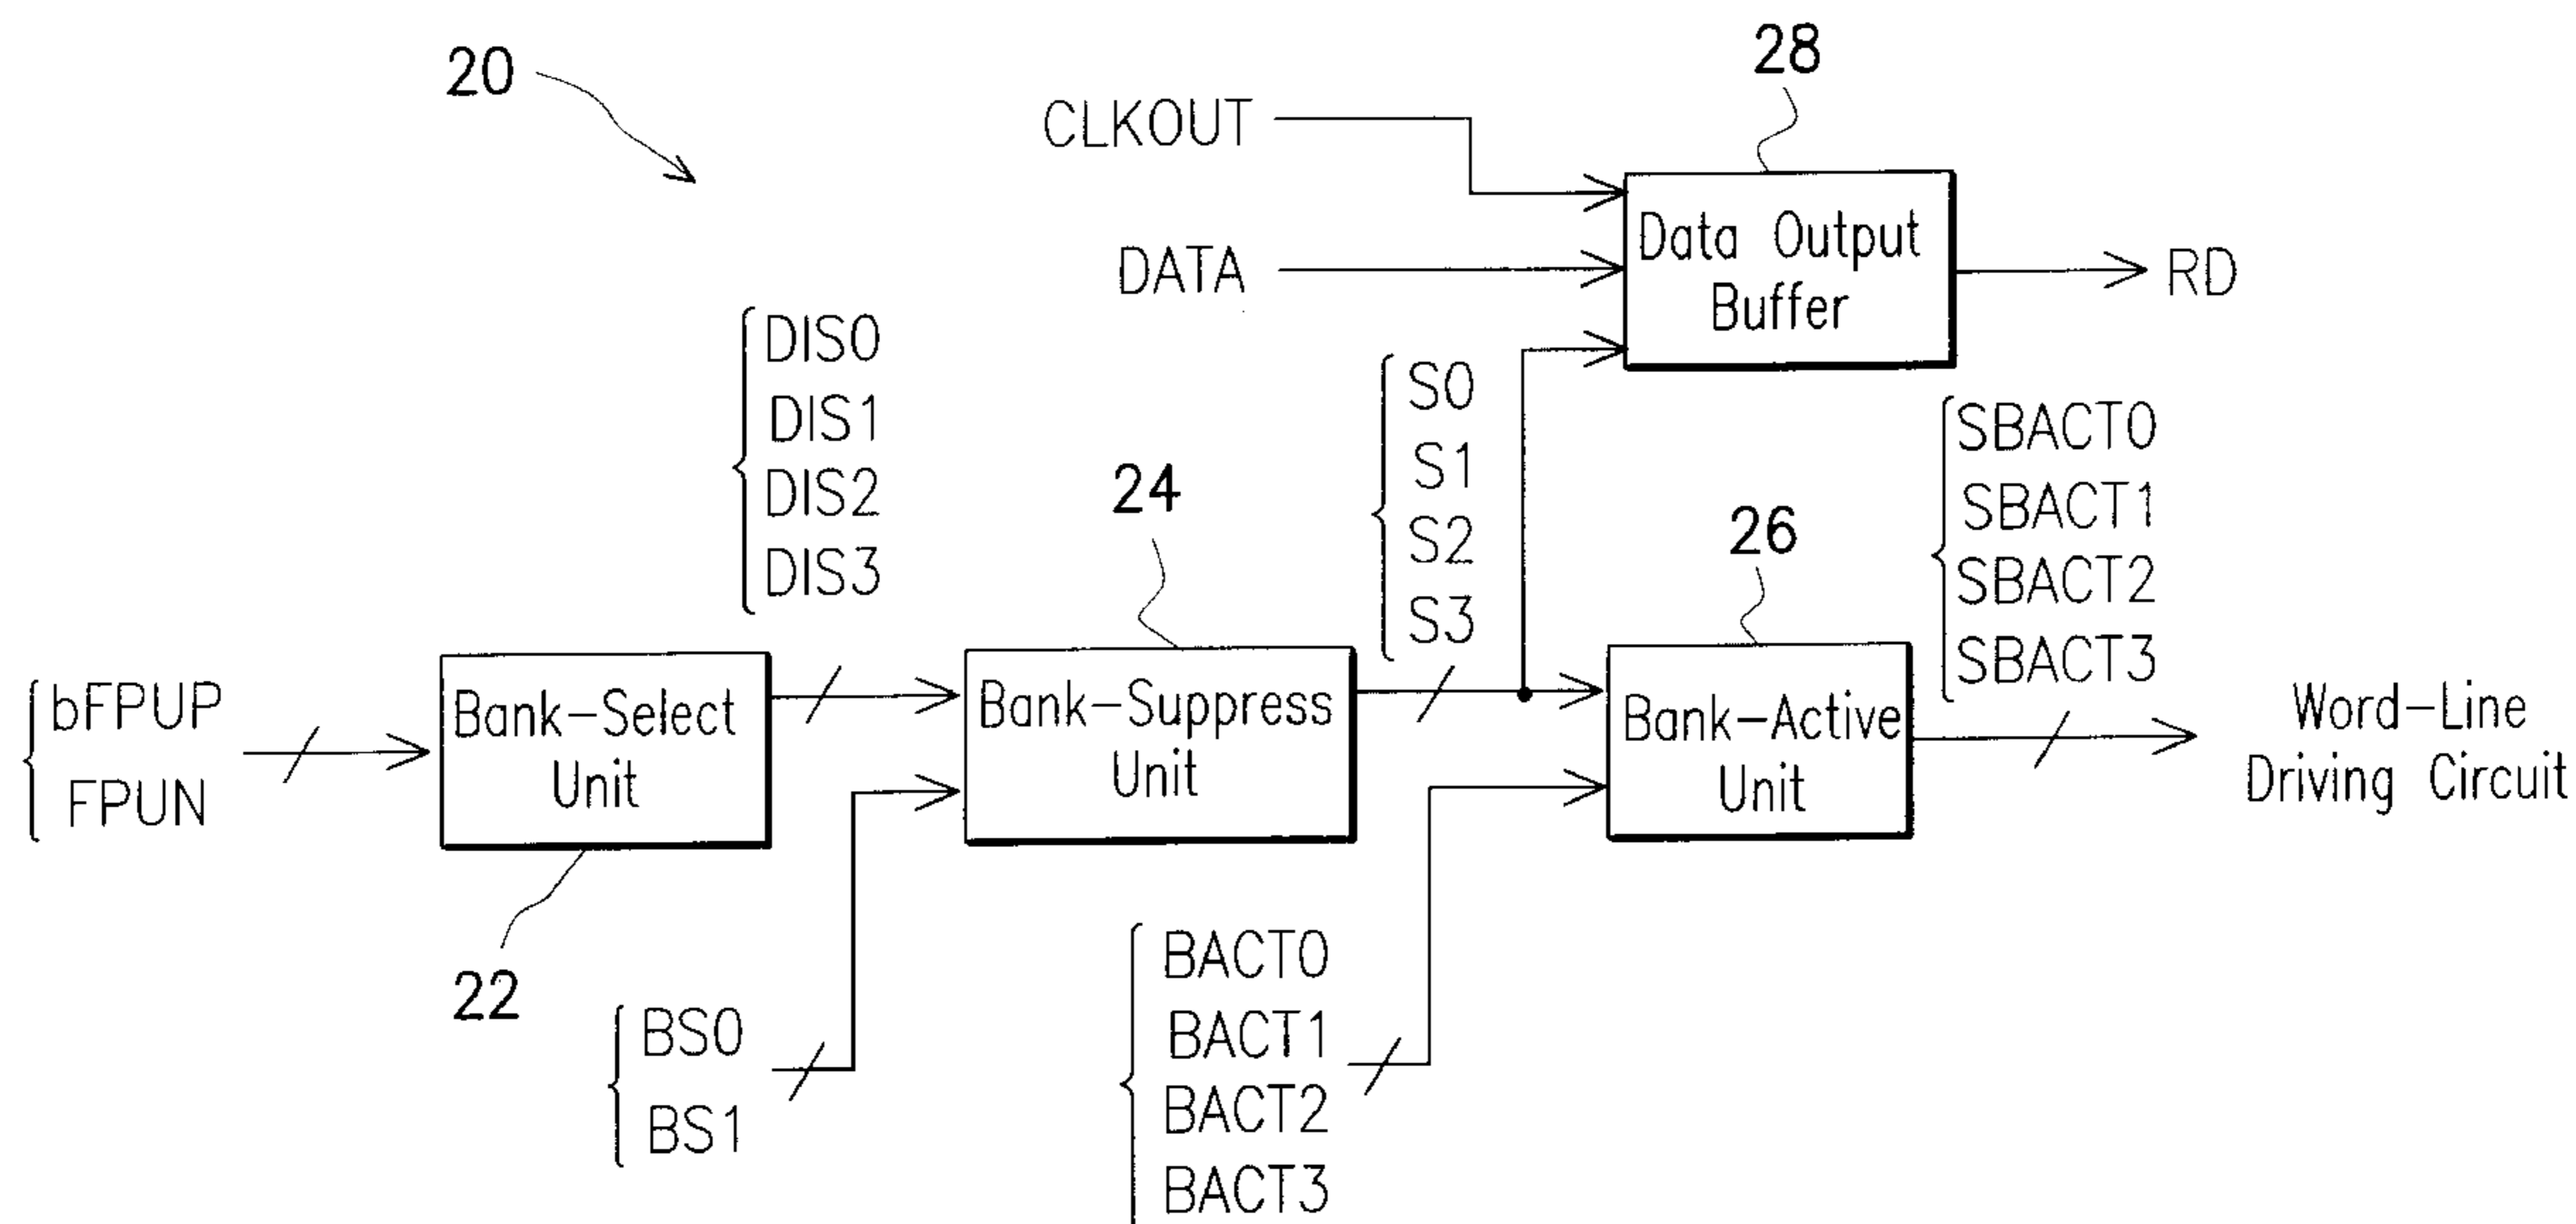 20
28
CLKOUT
Data Output
Buffer
DATA
RD
DIS0
DIS1
DIS2
DIS3
S0
S1
S2
S3
SBACT0
SBACT1
SBACT2
SBACT3
24
26
bFPUP
FPUN
Bank-Select
Unit
Bank-Suppress
Unit
Bank-Active
Unit
Word-Line
Driving Circuit
22
BS0
BS1
BACT0
BACT1
BACT2
BACT3